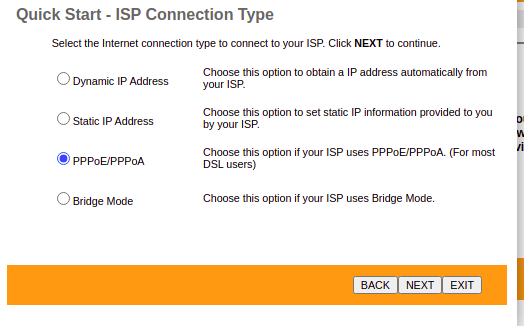 Quick Start - ISP Connection Type
Select the Internet connection type to connect to your ISP. Click NEXT to continue.
Dynamic IP Address
Choose this option to obtain a IP address automatically from
your ISP.
Static IP Address
Choose this option to set static IP information provided to you
by your ISP.
PPPoE/PPPoA
Choose this option if your ISP uses PPPoE/PPPoA. (For most
DSL users)
Bridge Mode
Choose this option if your ISP uses Bridge Mode.
BACK NEXT EXIT